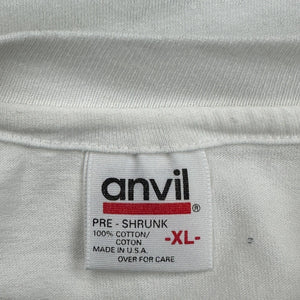 anvil
®
PRE - SHRUNK
100% COTTON/
COTON
-XL-
MADE IN U.S.A.
OVER FOR CARE